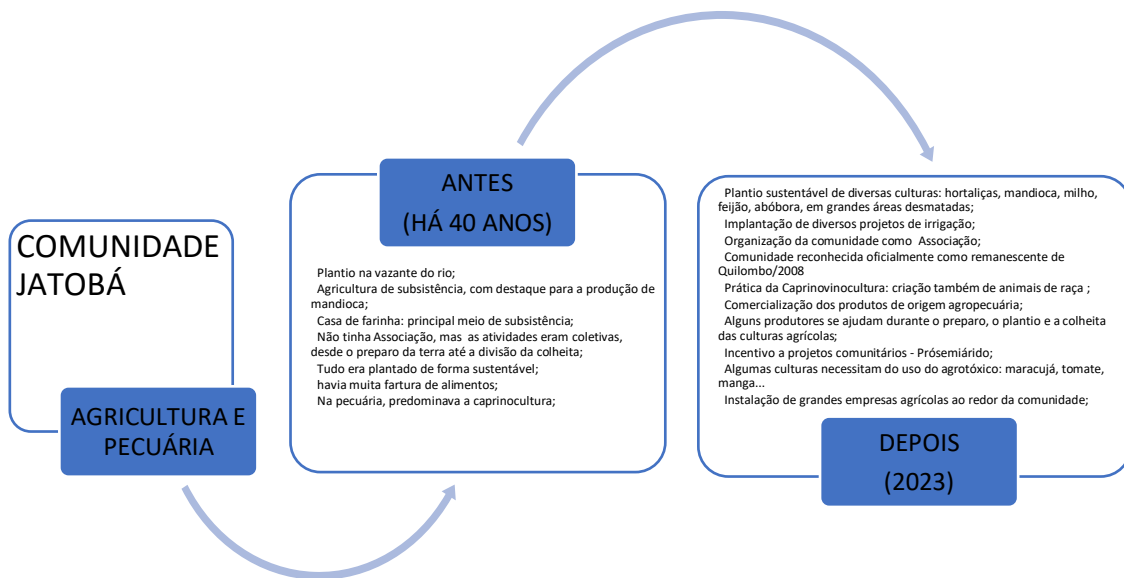 COMUNIDADE
JATOBÁ
AGRICULTURA E
PECUÁRIA
ANTES
(HÁ 40 ANOS)
Plantio na vazante do rio;
Agricultura de subsistência, com destaque para a produção de
mandioca;
Casa de farinha: principal meio de subsistência;
Não tinha Associação, mas as atividades eram coletivas,
desde o preparo da terra até a divisão da colheita;
Tudo era plantado de forma sustentável;
havia muita fartura de alimentos;
Na pecuária, predominava a caprinocultura;
Plantio sustentável de diversas culturas: hortaliças, mandioca, milho,
feijão, abóbora, em grandes áreas desmatadas;
Implantação de diversos projetos de irrigação;
Organização da comunidade como Associação;
Comunidade reconhecida oficialmente como remanescente de
Quilombo/2008
Prática da Caprinovinocultura: criação também de animais de raça ;
Comercialização dos produtos de origem agropecuária;
Alguns produtores se ajudam durante o preparo, o plantio e a colheita
das culturas agrícolas;
Incentivo a projetos comunitários - Prósemiárido;
Algumas culturas necessitam do uso do agrotóxico: maracujá, tomate,
manga...
Instalação de grandes empresas agrícolas ao redor da comunidade;
DEPOIS
(2023)